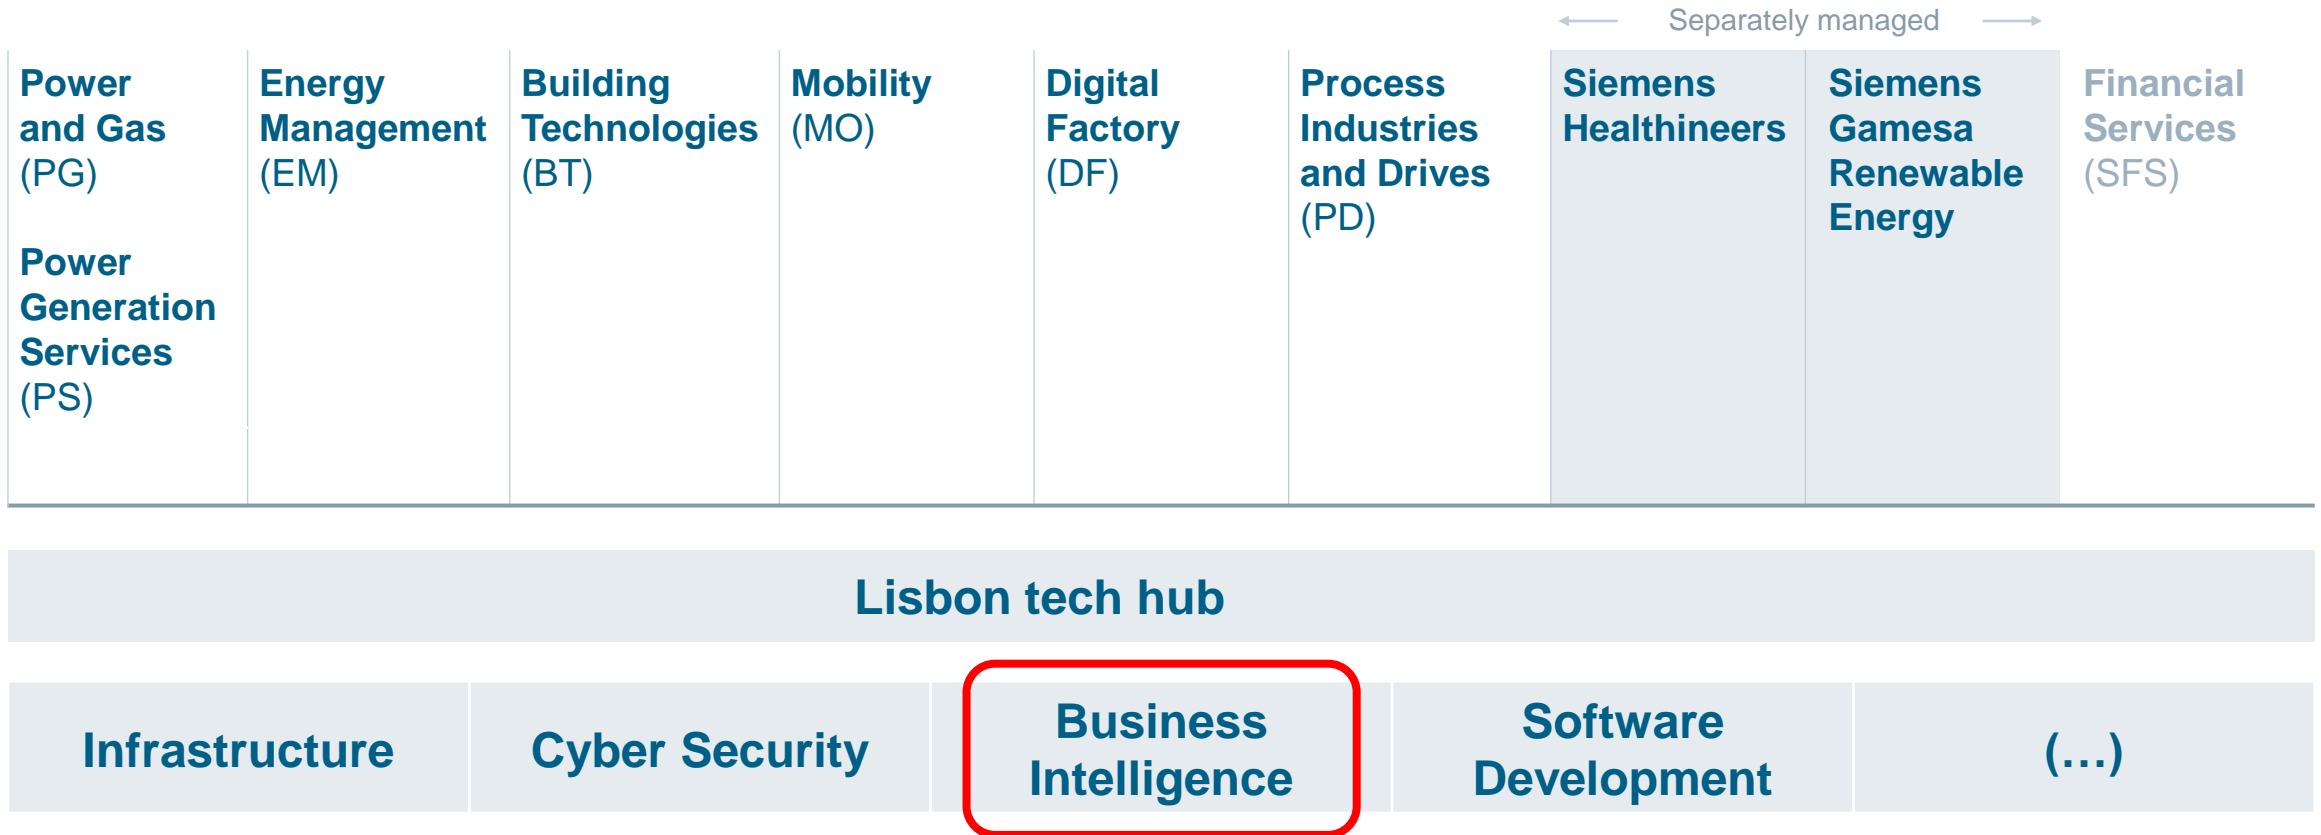 Separately managed
Power
and Gas
(PG)
Power
Generation
Services
(PS)
Energy
Management
(EM)
Building
Technologies
(BT)
Mobility
(MO)
Digital
Factory
(DF)
Process
Industries
and Drives
(PD)
Siemens
Healthineers
Siemens
Gamesa
Renewable
Energy
Financial
Services
(SFS)
Lisbon tech hub
Infrastructure
Cyber Security
Business
Intelligence
Software
Development
(…)